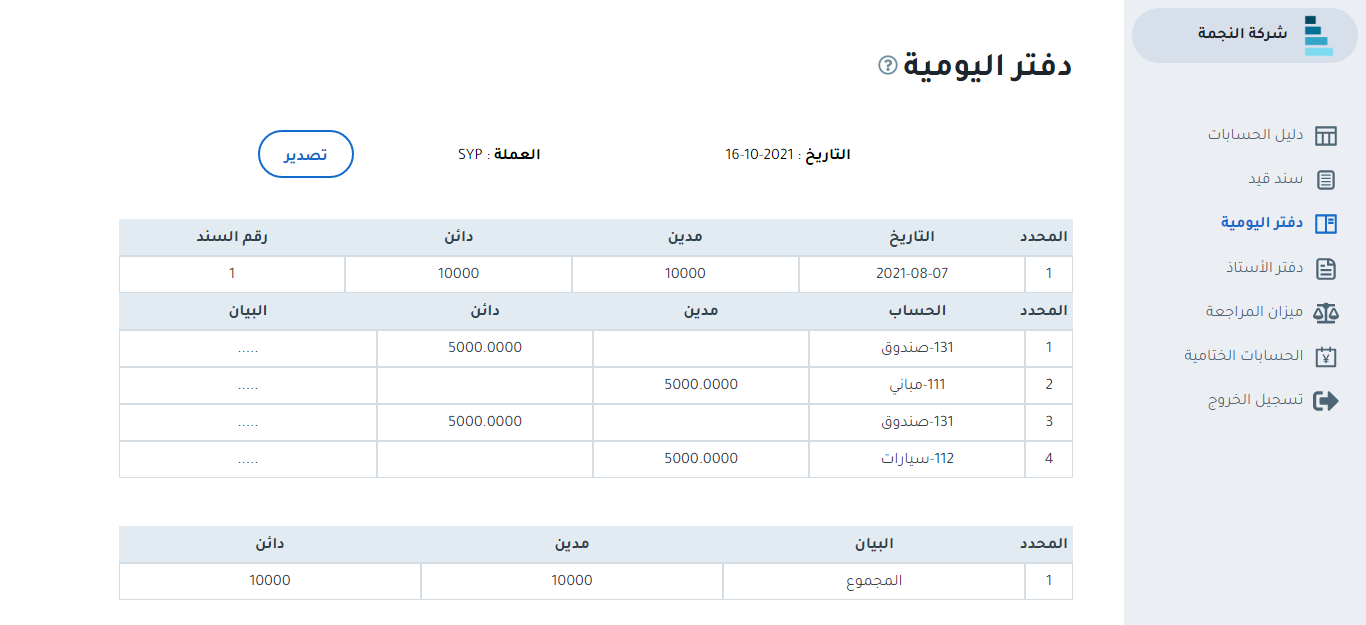 شركة النجمة
دليل الحسابات
سند قيد
دفتر اليومية
دفتر الأستاذ
ميزان المراجعة
الحسابات الختامية
تسجيل الخروج
دفتر اليومية ?
التاريخ : 2021-10-16 العملة : SYP تصدير
المحدد التاريخ مدين دائن رقم السند
1 2021-08-07 10000 10000 1
المحدد الحساب مدين دائن البيان
1 131-صندوق 5000.0000 .....
2 111-مباني 5000.0000 .....
3 131-صندوق 5000.0000 .....
4 112-سيارات 5000.0000 .....
المحدد البيان مدين دائن
1 المجموع 10000 10000